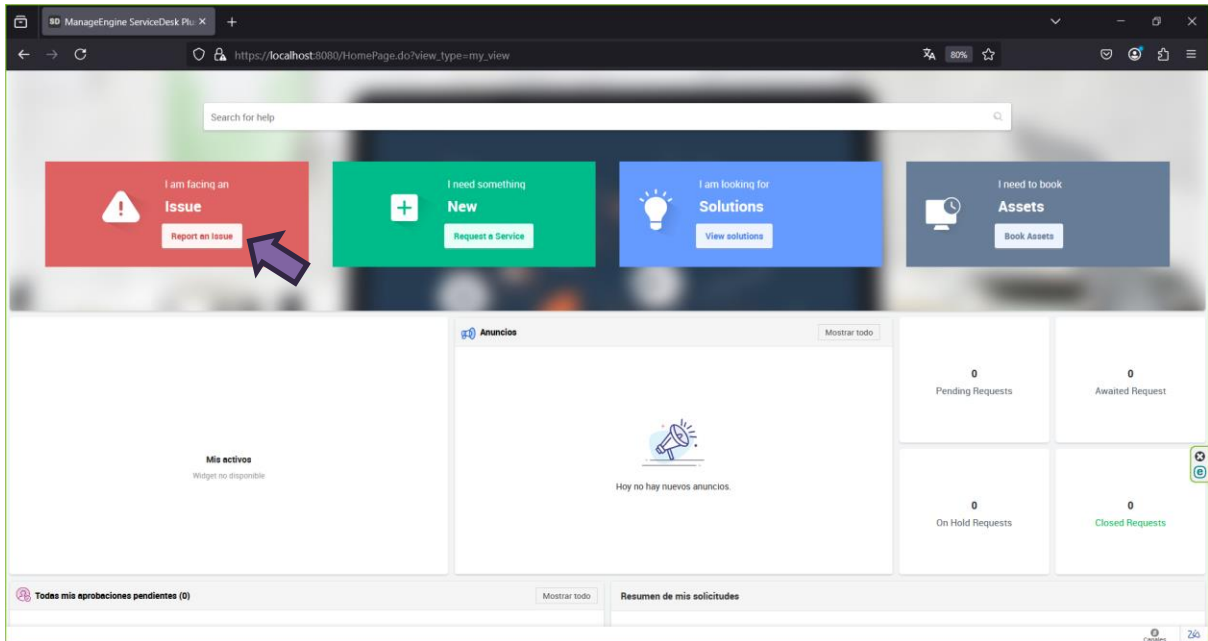 ManageEngine ServiceDesk Plu
https://localhost:8080/HomePage.do?view_type=my_view
80%
Search for help
I am facing an
Issue
Report an Issue
I need something
New
Request a Service
I am looking for
Solutions
View solutions
I need to book
Assets
Book Assets
Mis activos
Widget no disponible
Anuncios
Mostrar todo
Hoy no hay nuevos anuncios.
0
Pending Requests
0
Awaited Request
0
On Hold Requests
0
Closed Requests
Todas mis aprobaciones pendientes (0)
Mostrar todo
Resumen de mis solicitudes
Canales